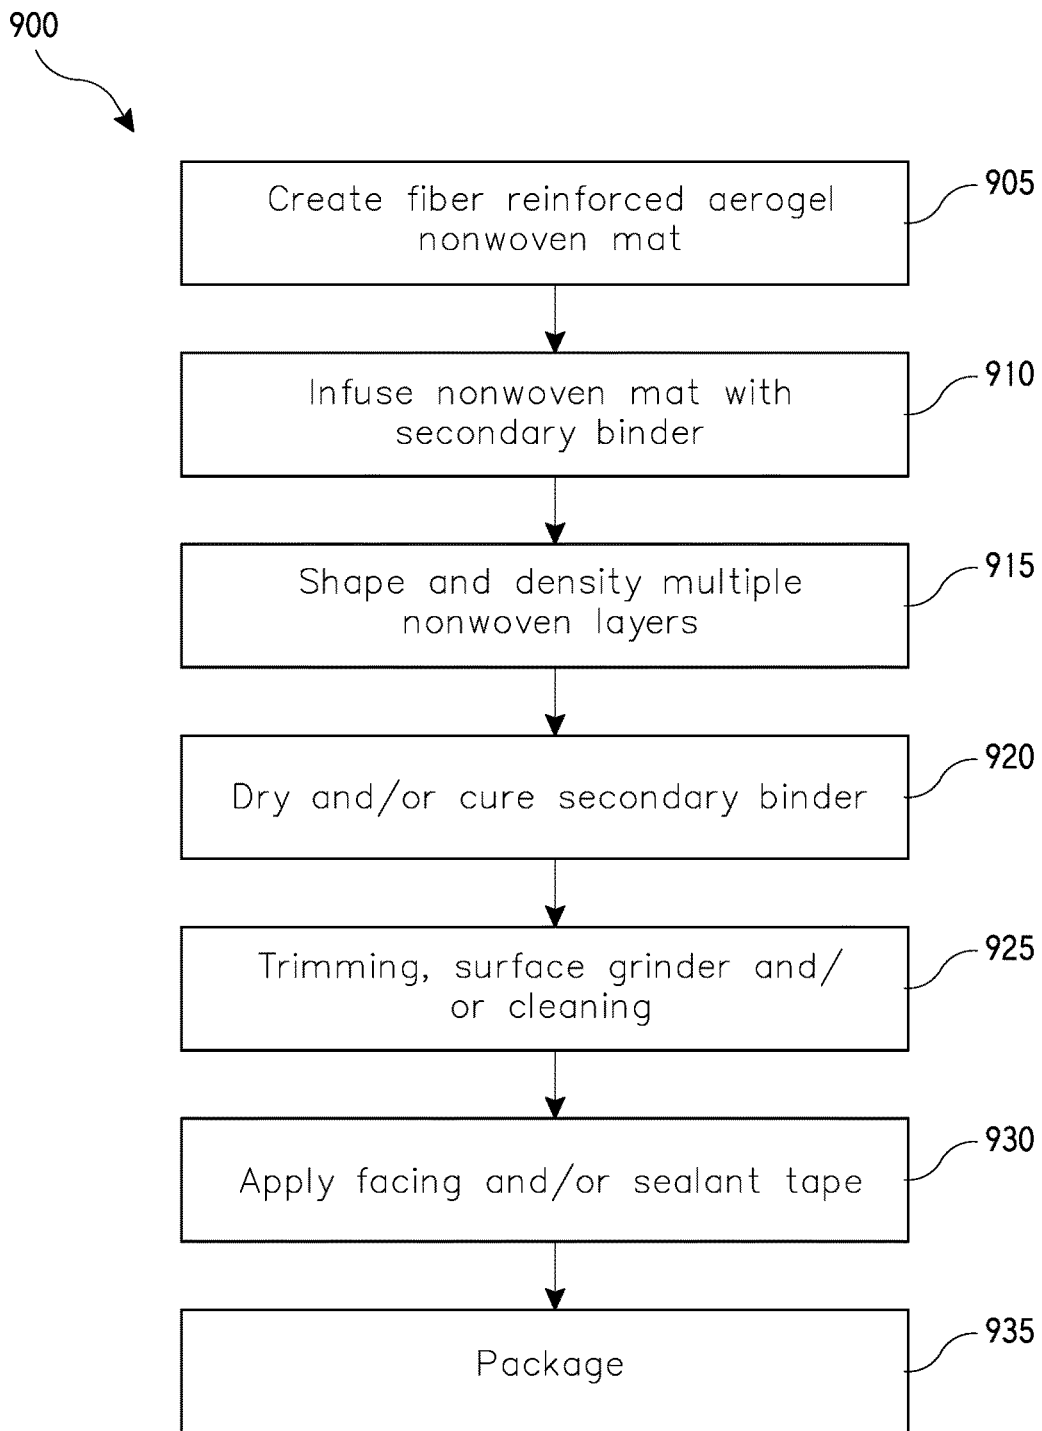 900
Create fiber reinforced aerogel
nonwoven mat
905
Infuse nonwoven mat with
secondary binder
910
Shape and density multiple
nonwoven layers
915
Dry and/or cure secondary binder
920
Trimming, surface grinder and/
or cleaning
925
Apply facing and/or sealant tape
930
Package
935